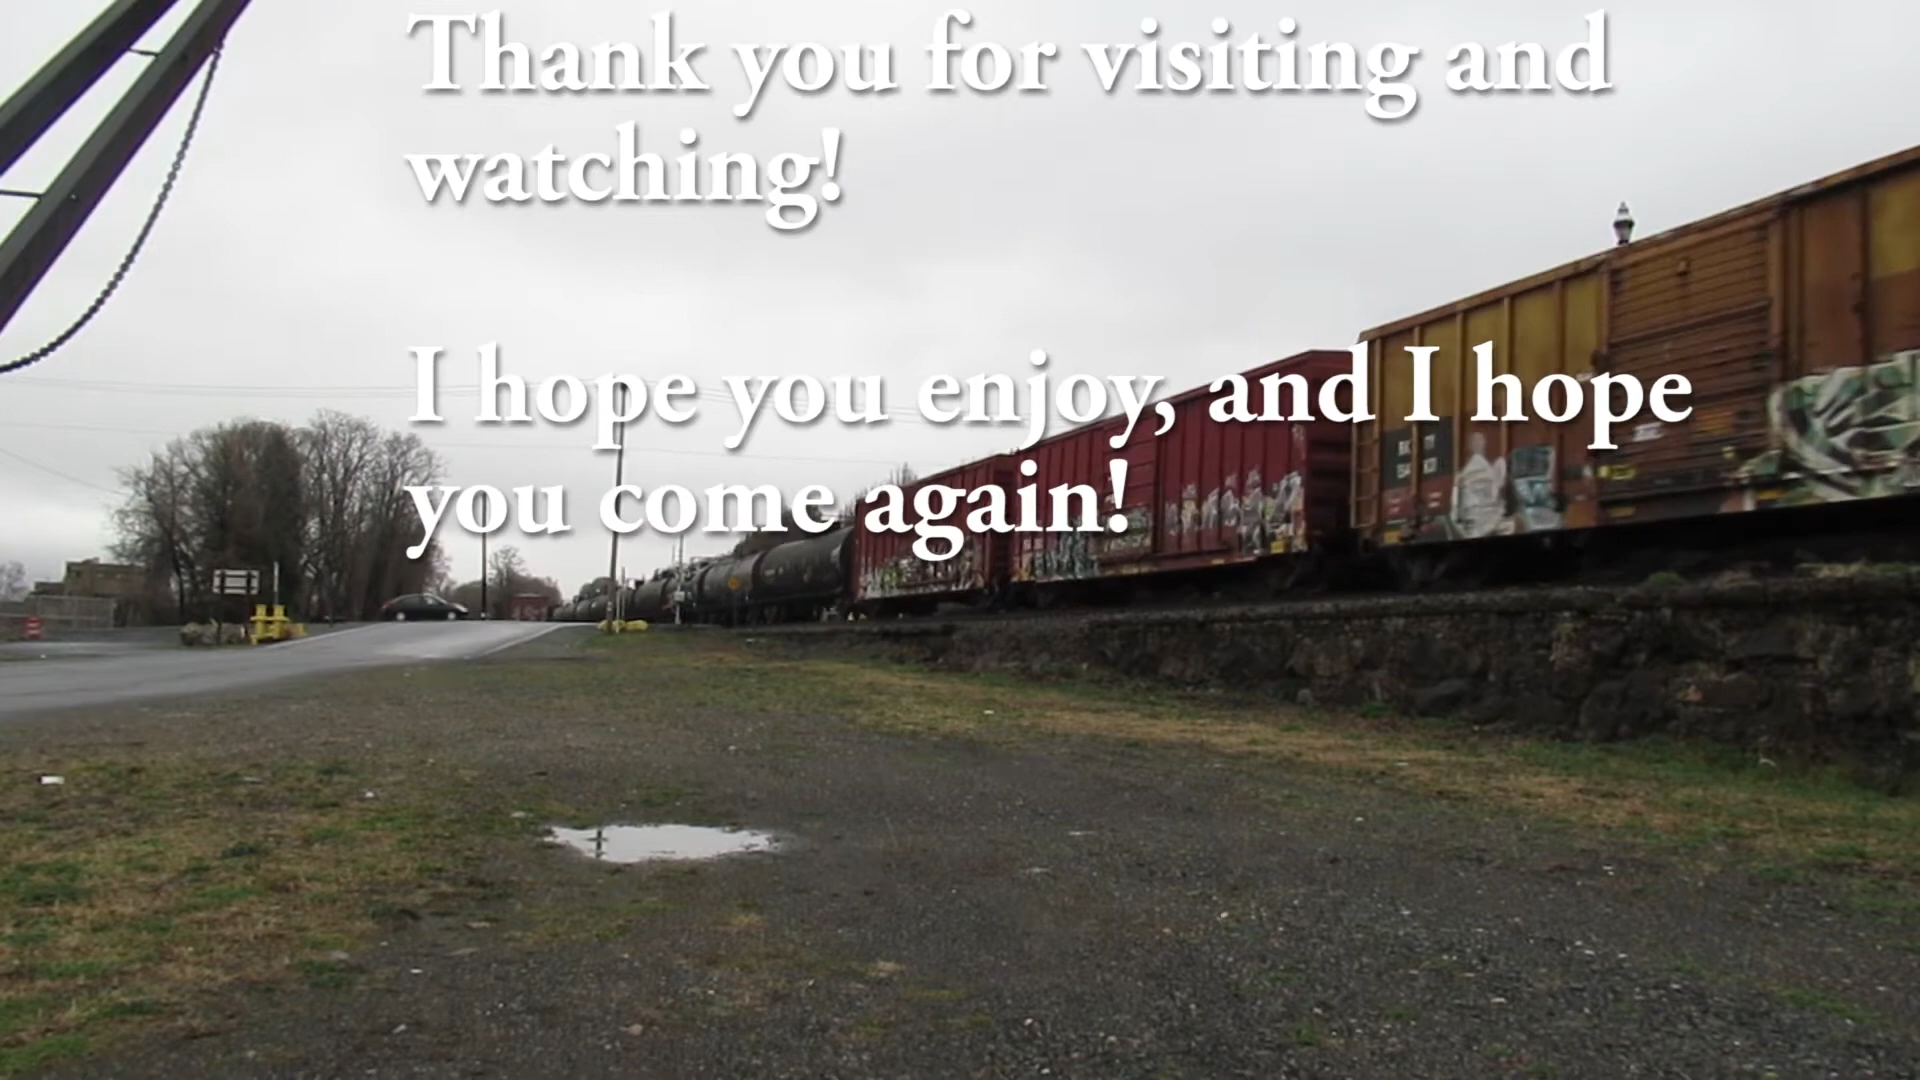 Thank you for visiting and
watching!
I hope you enjoy, and I hope
you come again!